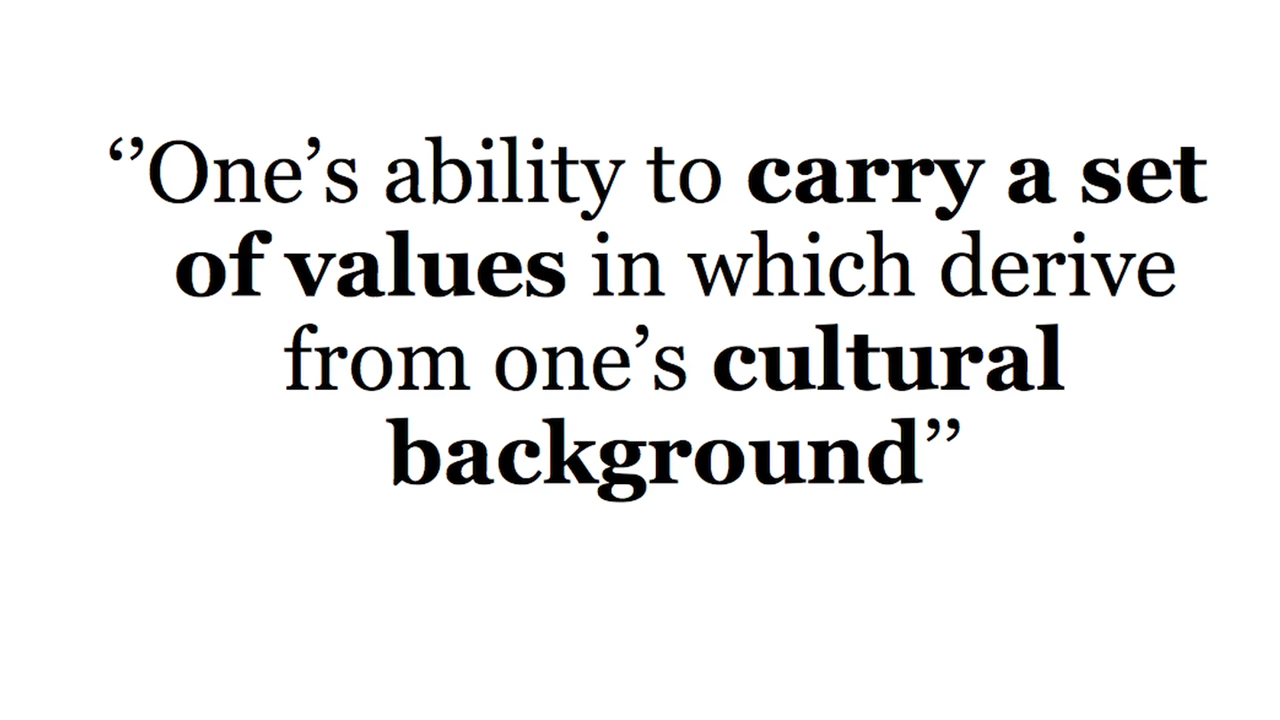 ‘’One’s ability to carry a set
of values in which derive
from one’s cultural
background’’